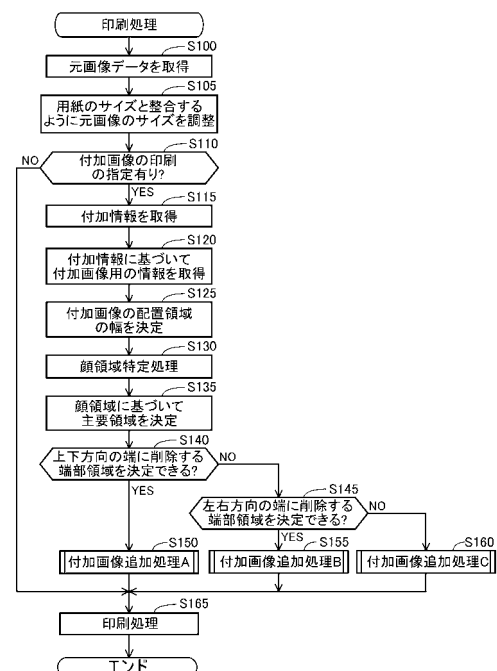 印刷処理
S100
元画像データを取得
S105
用紙のサイズと整合する
ように元画像のサイズを調整
S110
付加画像の印刷
の指定有り?
NO
YES
S115
付加情報を取得
S120
付加情報に基づいて
付加画像用の情報を取得
S125
付加画像の配置領域
の幅を決定
S130
顔領域特定処理
S135
顔領域に基づいて
主要領域を決定
S140
上下方向の端に削除する
端部領域を決定できる?
NO
YES
S145
左右方向の端に削除する
端部領域を決定できる?
NO
YES
S150
付加画像追加処理A
S155
付加画像追加処理B
S160
付加画像追加処理C
S165
印刷処理
エンド